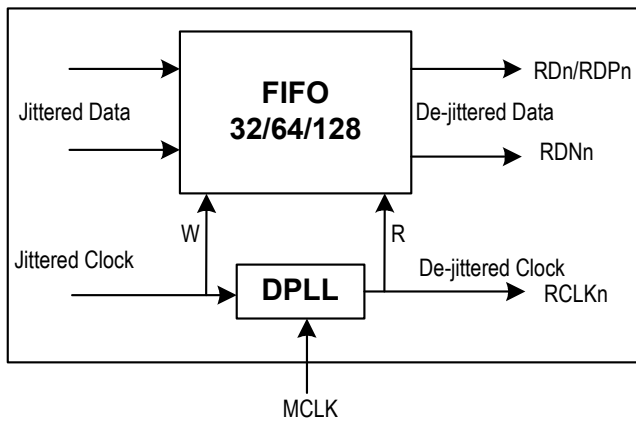 FIFO
32/64/128
Jittered Data
De-jittered Data
RDn/RDPn
RDNn
W
R
Jittered Clock
DPLL
De-jittered Clock
RCLKn
MCLK